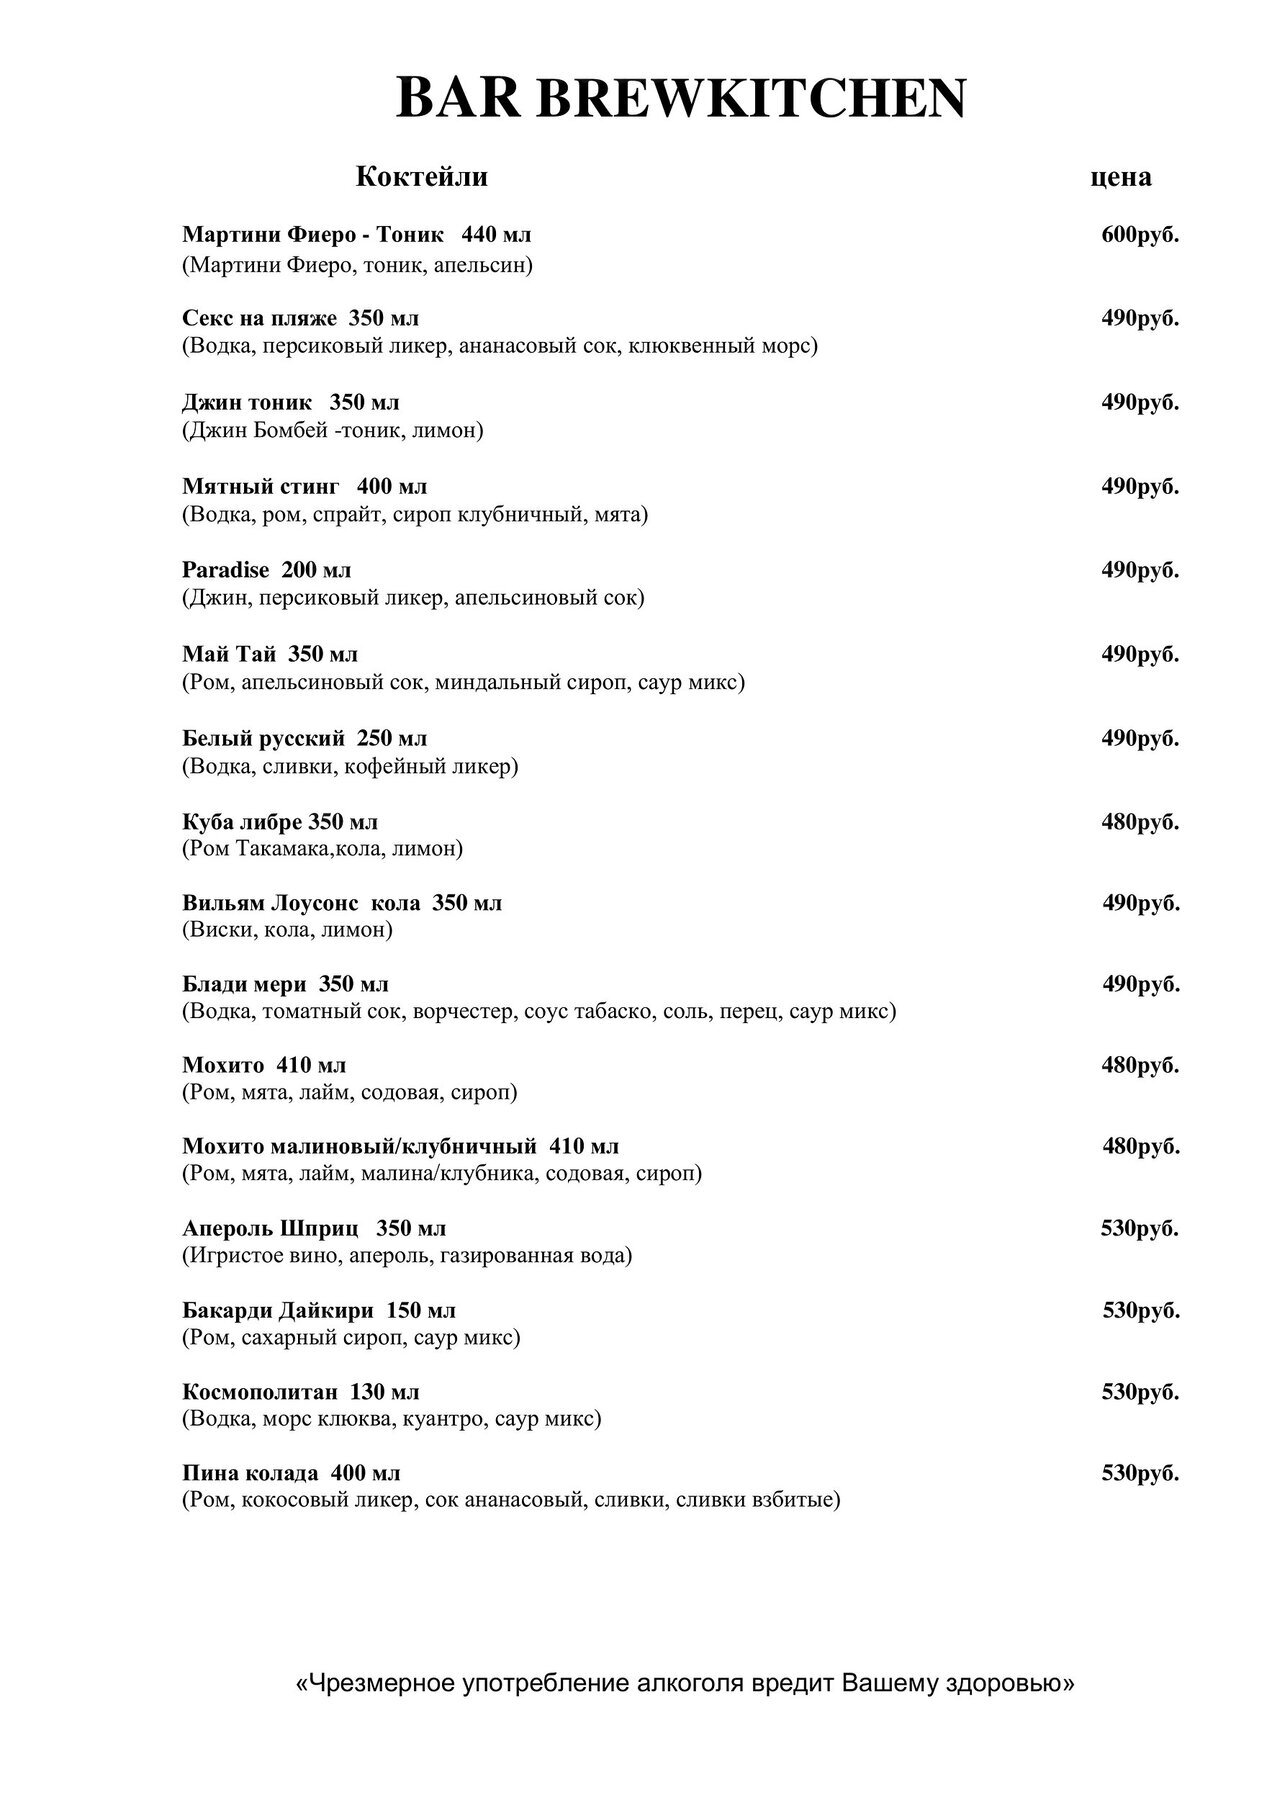 BAR BREWKITCHEN
Коктейли цена
Мартини Фиеро - Тоник 440 мл 600руб.
(Мартини Фиеро, тоник, апельсин)
Секс на пляже 350 мл 490руб.
(Водка, персиковый ликер, ананасовый сок, клюквенный морс)
Джин тоник 350 мл 490руб.
(Джин Бомбей -тоник, лимон)
Мятный стинг 400 мл 490руб.
(Водка, ром, спрайт, сироп клубничный, мята)
Paradise 200 мл 490руб.
(Джин, персиковый ликер, апельсиновый сок)
Май Тай 350 мл 490руб.
(Ром, апельсиновый сок, миндальный сироп, саур микс)
Белый русский 250 мл 490руб.
(Водка, сливки, кофейный ликер)
Куба либре 350 мл 480руб.
(Ром Такамака,кола, лимон)
Вильям Лоусонс кола 350 мл 490руб.
(Виски, кола, лимон)
Блади мери 350 мл 490руб.
(Водка, томатный сок, ворчестер, соус табаско, соль, перец, саур микс)
Мохито 410 мл 480руб.
(Ром, мята, лайм, содовая, сироп)
Мохито малиновый/клубничный 410 мл 480руб.
(Ром, мята, лайм, малина/клубника, содовая, сироп)
Апероль Шприц 350 мл 530руб.
(Игристое вино, апероль, газированная вода)
Бакарди Дайкири 150 мл 530руб.
(Ром, сахарный сироп, саур микс)
Космополитан 130 мл 530руб.
(Водка, морс клюква, куантро, саур микс)
Пина колада 400 мл 530руб.
(Ром, кокосовый ликер, сок ананасовый, сливки, сливки взбитые)
«Чрезмерное употребление алкоголя вредит Вашему здоровью»